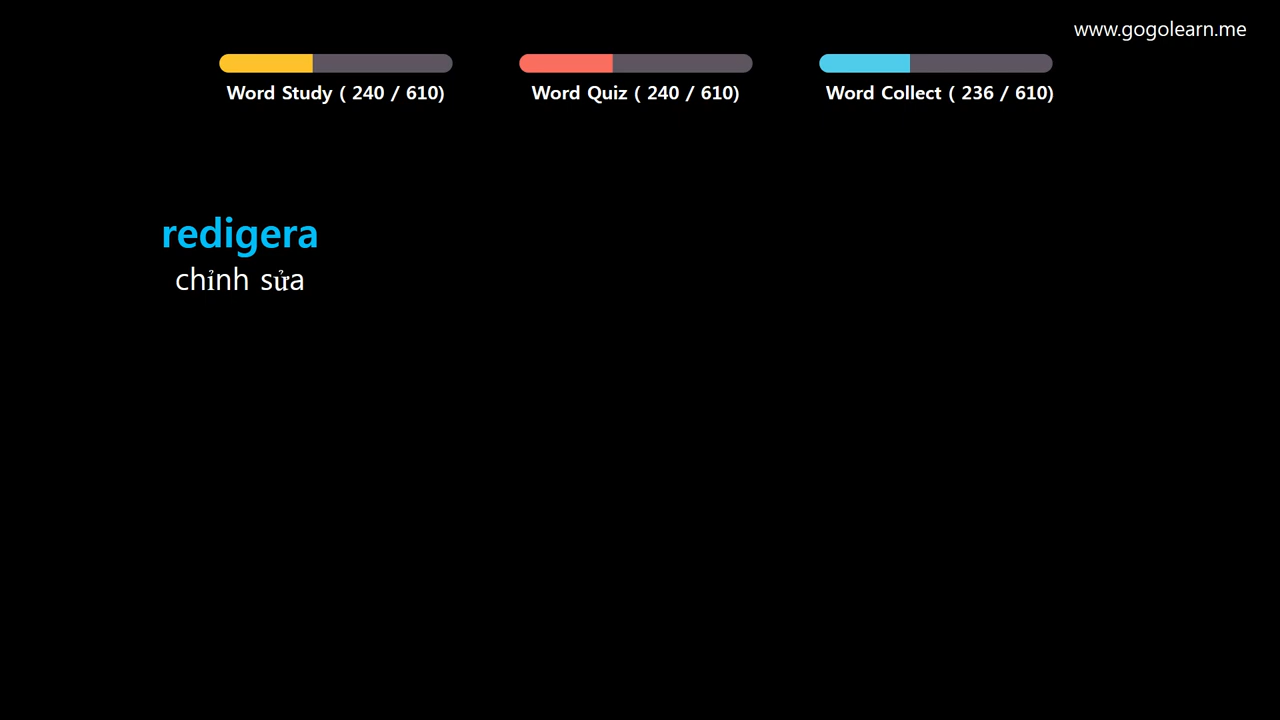 www.gogolearn.me
Word Study ( 240 / 610)
Word Quiz ( 240 / 610)
Word Collect ( 236 / 610)
redigera
chỉnh sửa